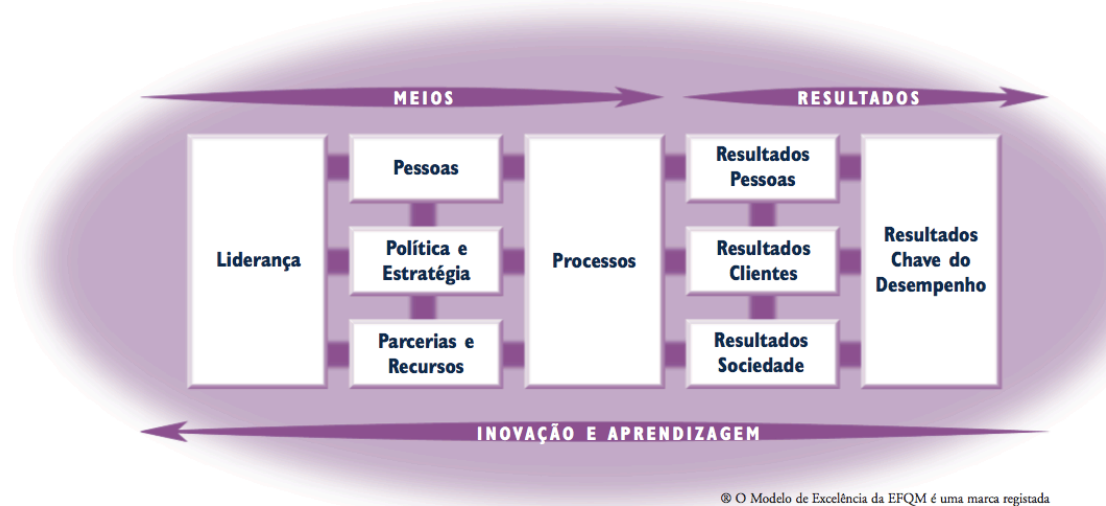 MEIOS
RESULTADOS
Liderança
Pessoas
Política e
Estratégia
Parcerias e
Recursos
Processos
Resultados
Pessoas
Resultados
Clientes
Resultados
Sociedade
Resultados
Chave do
Desempenho
INOVAÇÃO E APRENDIZAGEM
® O Modelo de Excelência da EFQM é uma marca registada